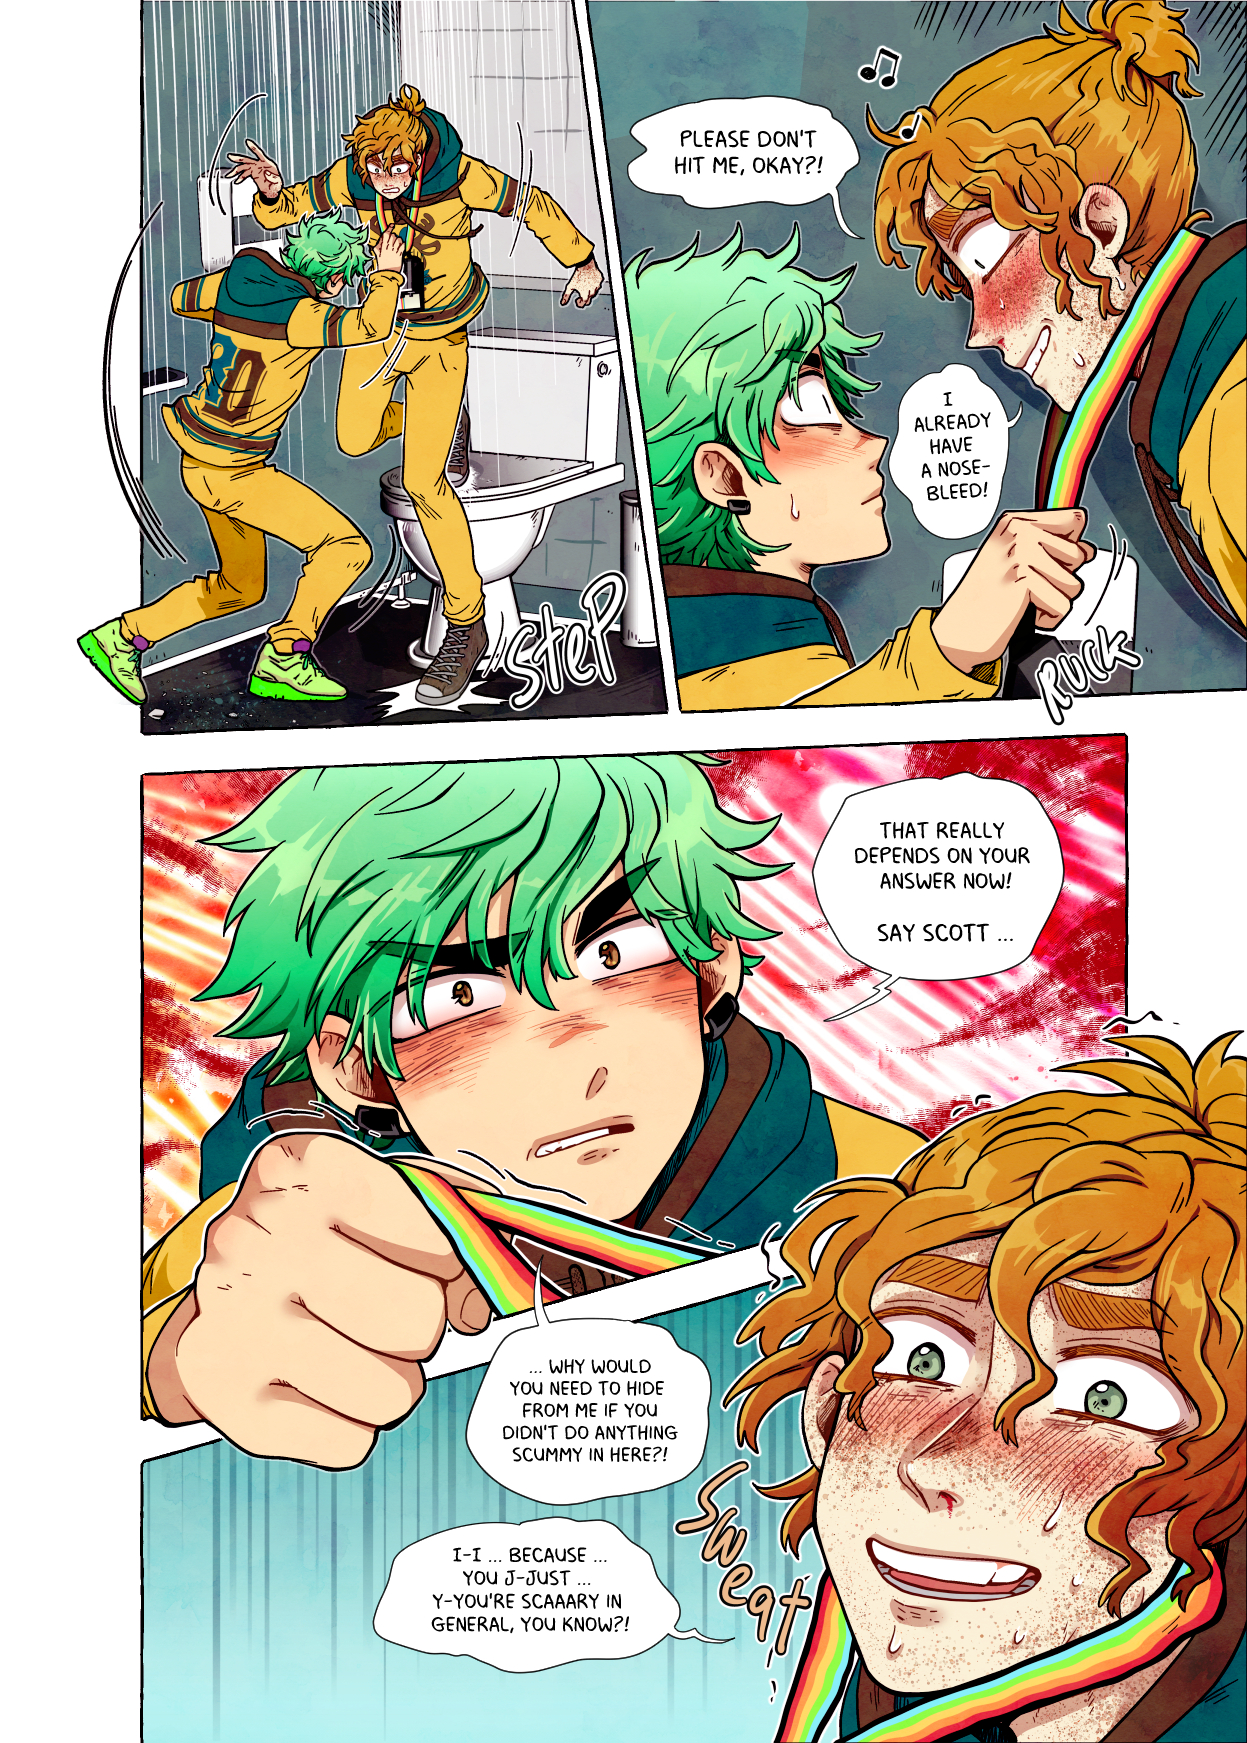 STEP
PLEASE DON'T
HIT ME, OKAY?!
I
ALREADY
HAVE
A NOSE-
BLEED!
RUCK
THAT REALLY
DEPENDS ON YOUR
ANSWER NOW!
SAY SCOTT ...
... WHY WOULD
YOU NEED TO HIDE
FROM ME IF YOU
DIDN'T DO ANYTHING
SCUMMY IN HERE?!
SWEAT
I-I ... BECAUSE ...
YOU J-JUST ...
Y-YOU'RE SCAAARY IN
GENERAL, YOU KNOW?!